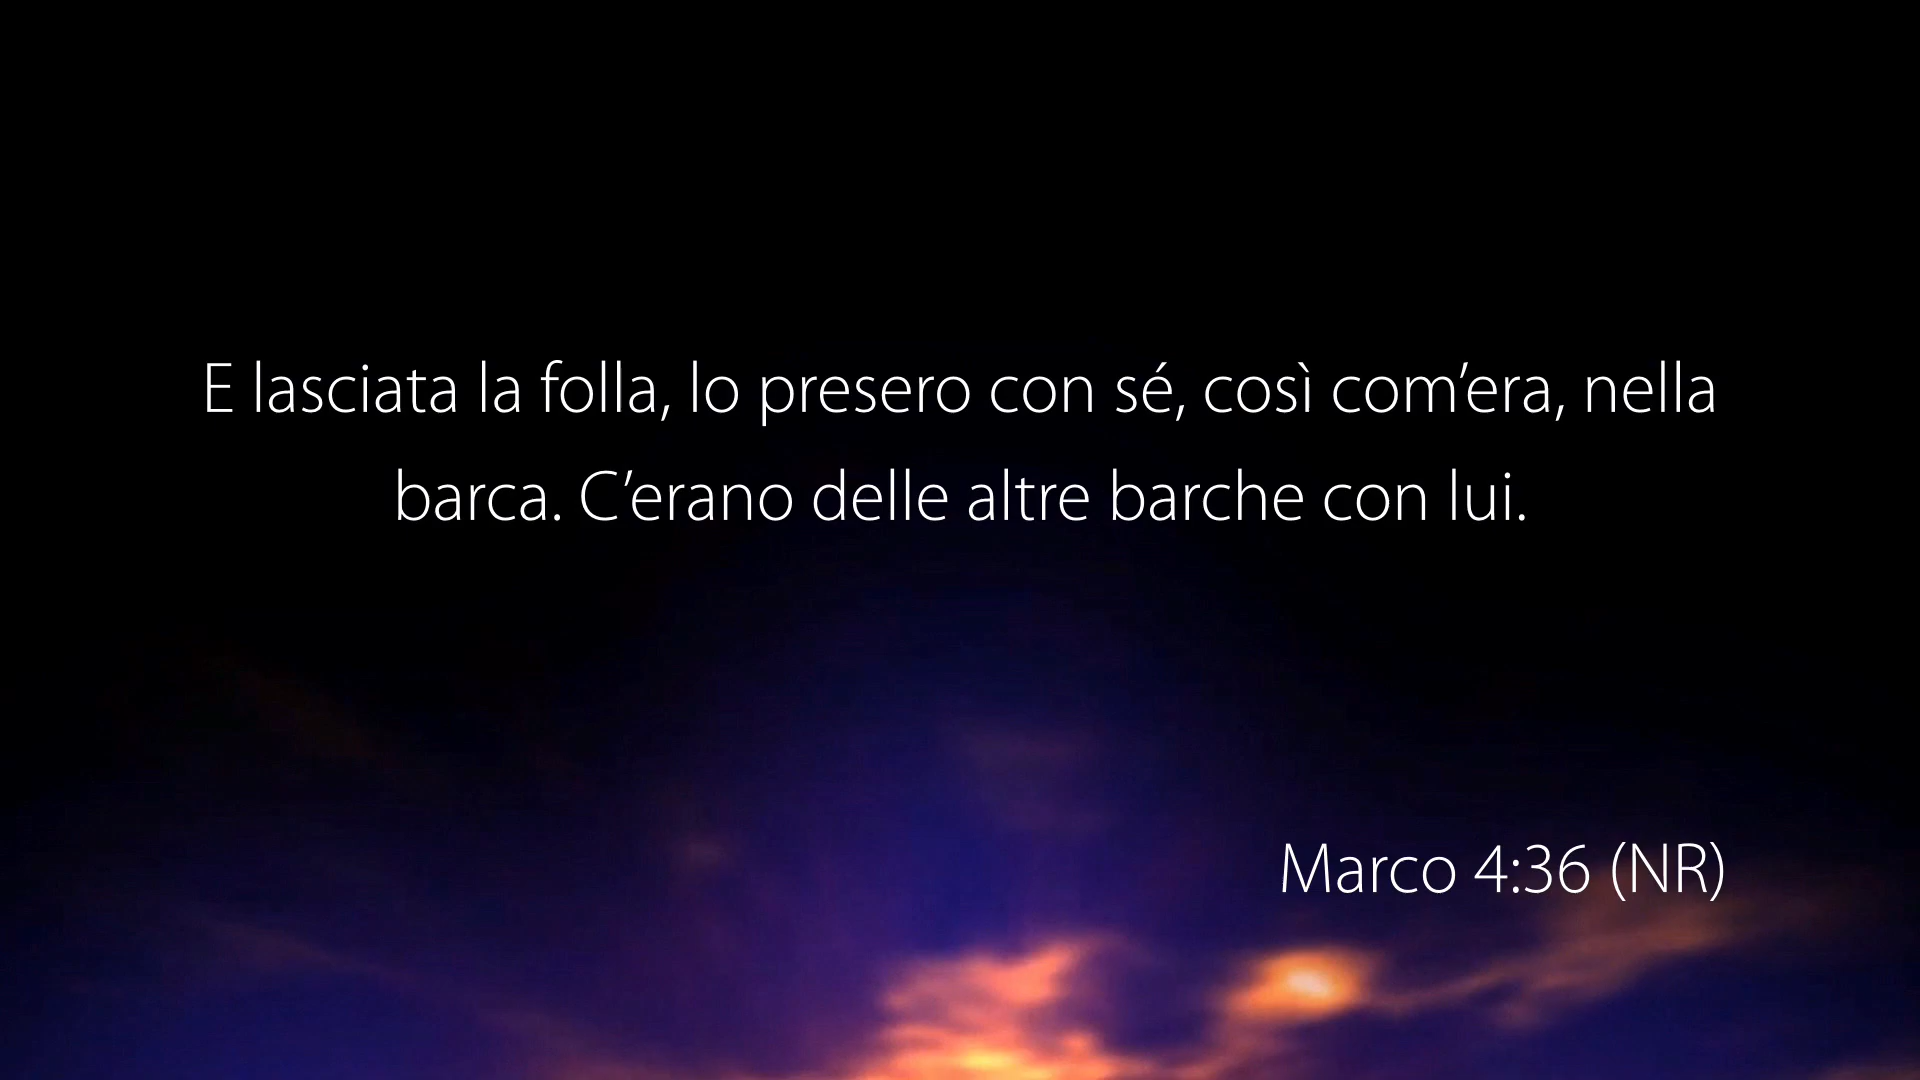 E lasciata la folla, lo presero con sé, così com’era, nella
barca. C’erano delle altre barche con lui.
Marco 4:36 (NR)